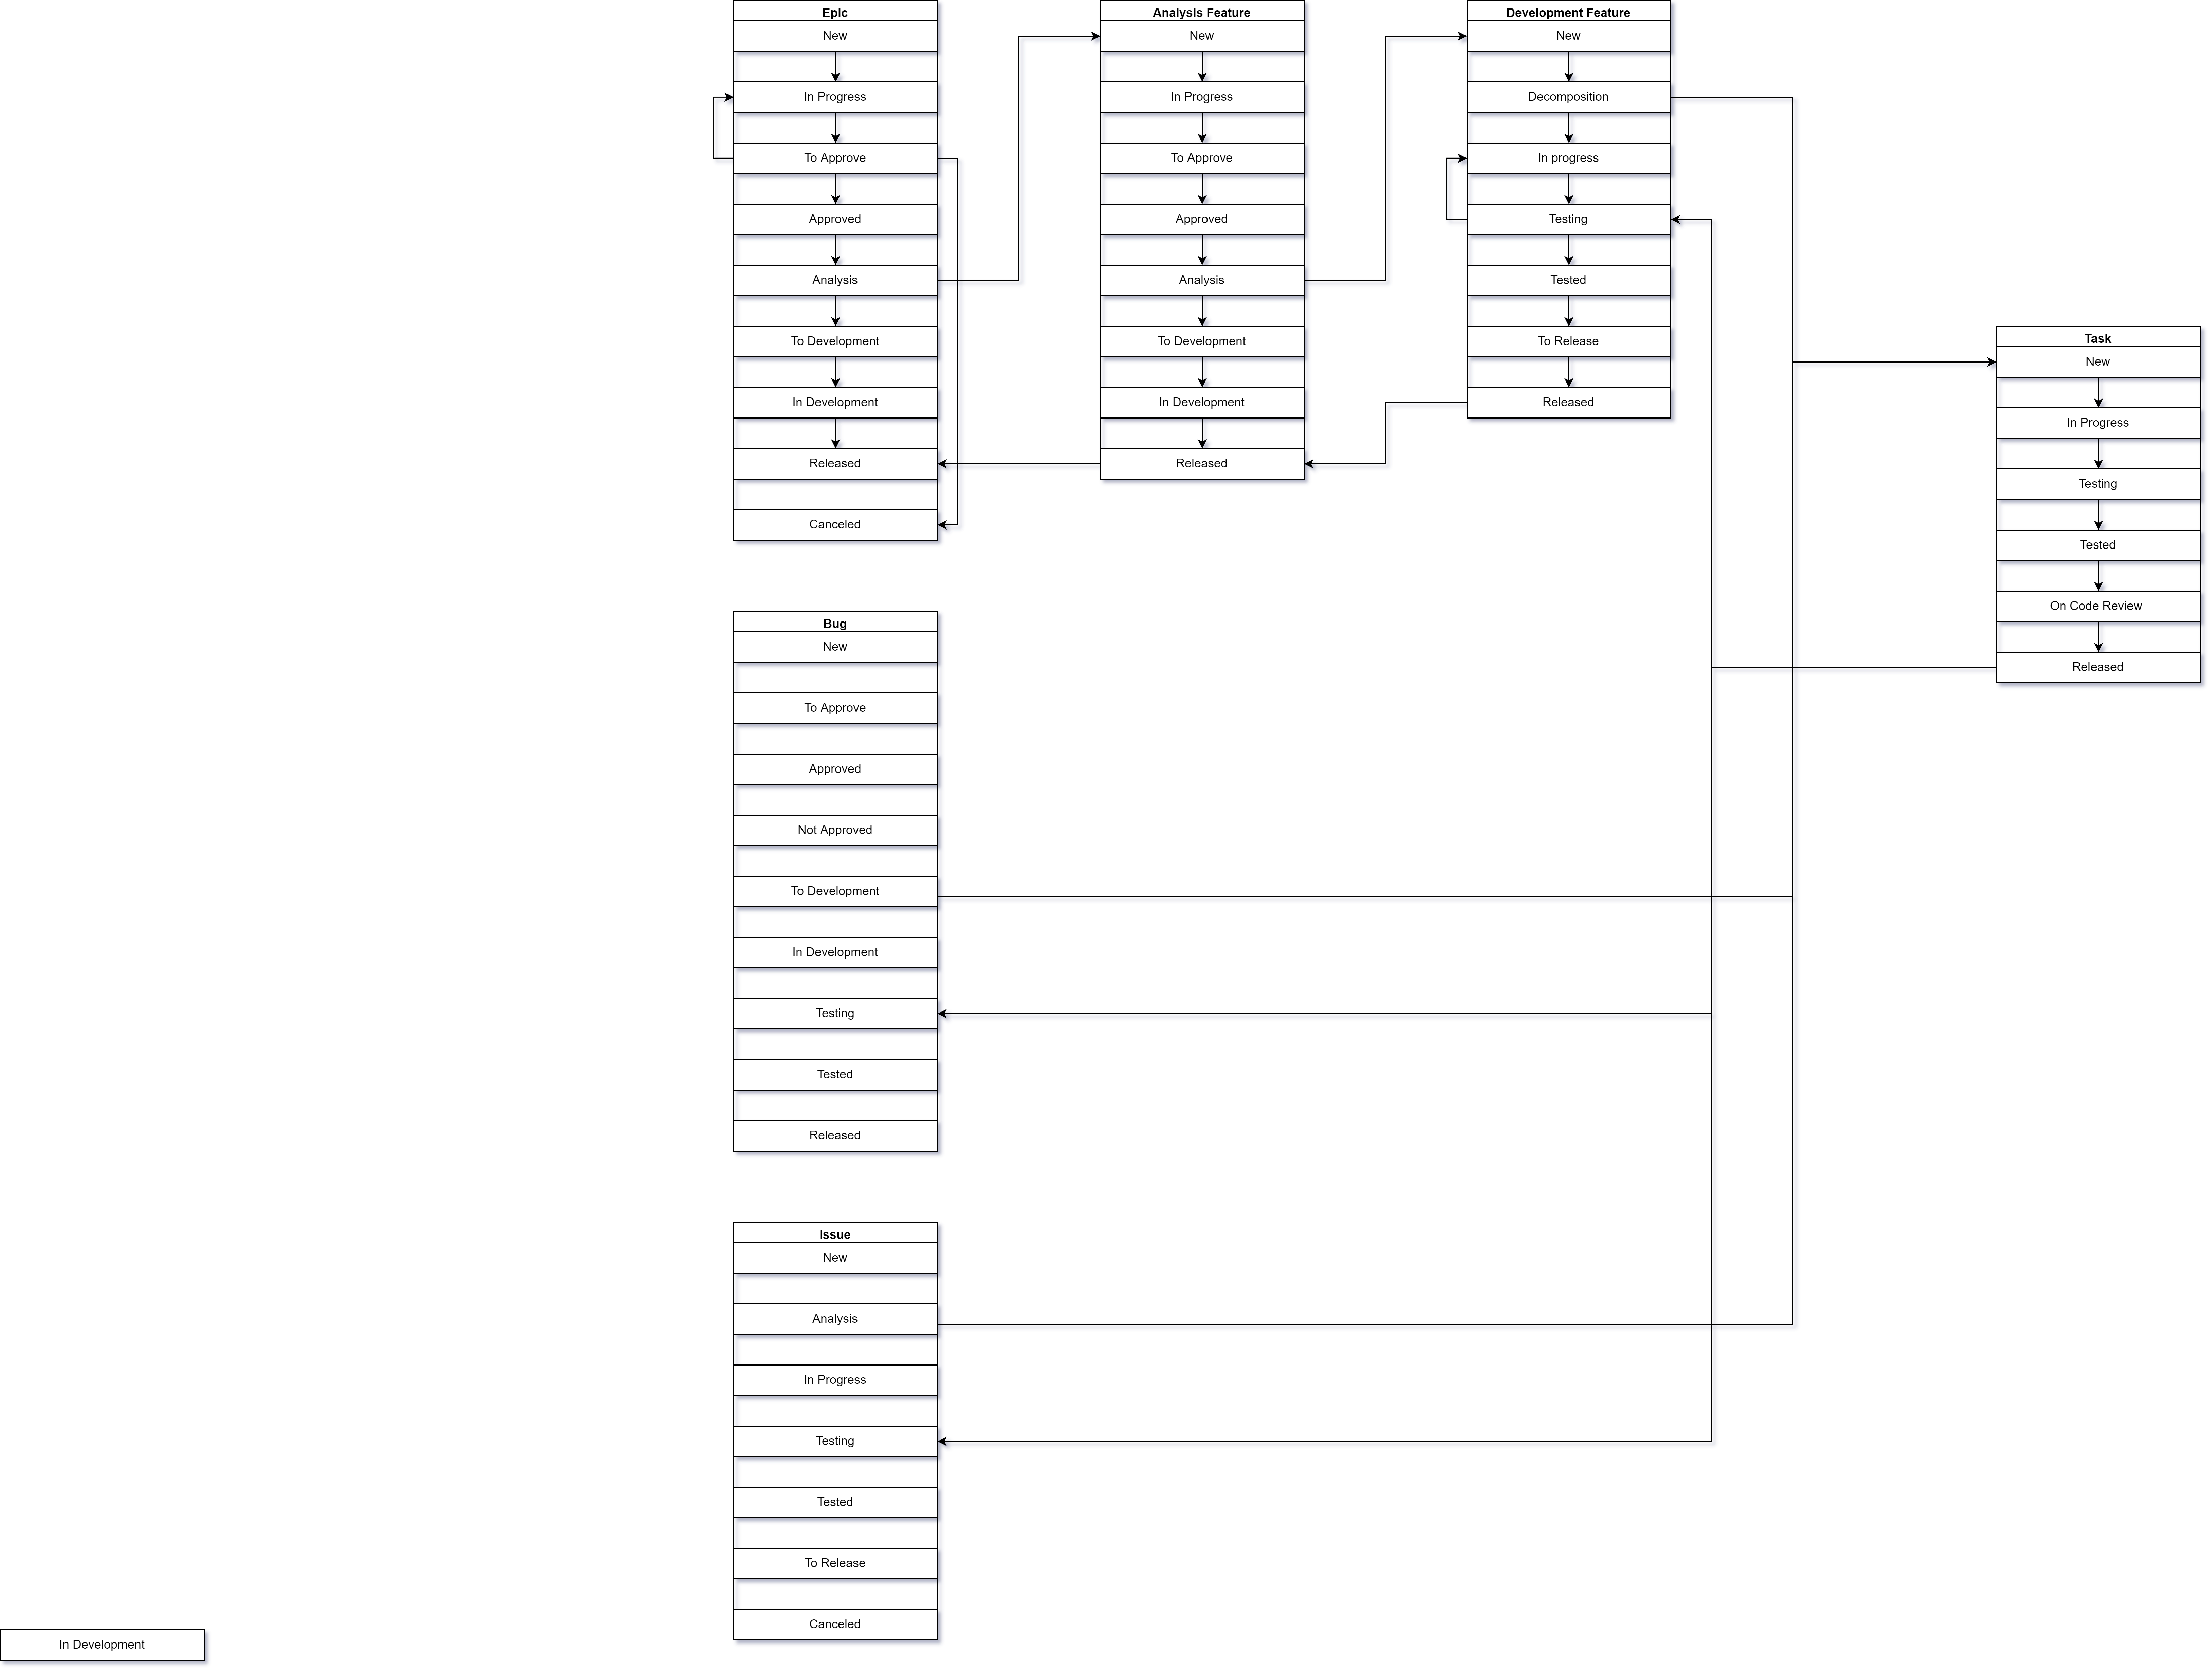 Epic
New
In Progress
To Approve
Approved
Analysis
To Development
In Development
Released
Canceled
Analysis Feature
New
In Progress
To Approve
Approved
Analysis
To Development
In Development
Released
Development Feature
New
Decomposition
In progress
Testing
Tested
To Release
Released
Task
New
In Progress
Testing
Tested
On Code Review
Released
Bug
New
To Approve
Approved
Not Approved
To Development
In Development
Testing
Tested
Released
Issue
New
Analysis
In Progress
Testing
Tested
To Release
Canceled
In Development